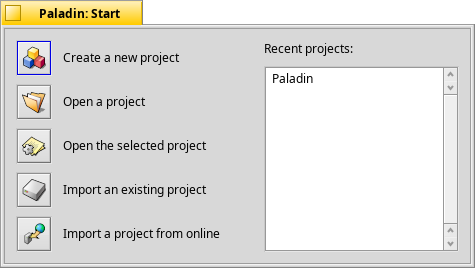 Paladin: Start
Create a new project
Open a project
Open the selected project
Import an existing project
Import a project from online
Recent projects:
Paladin